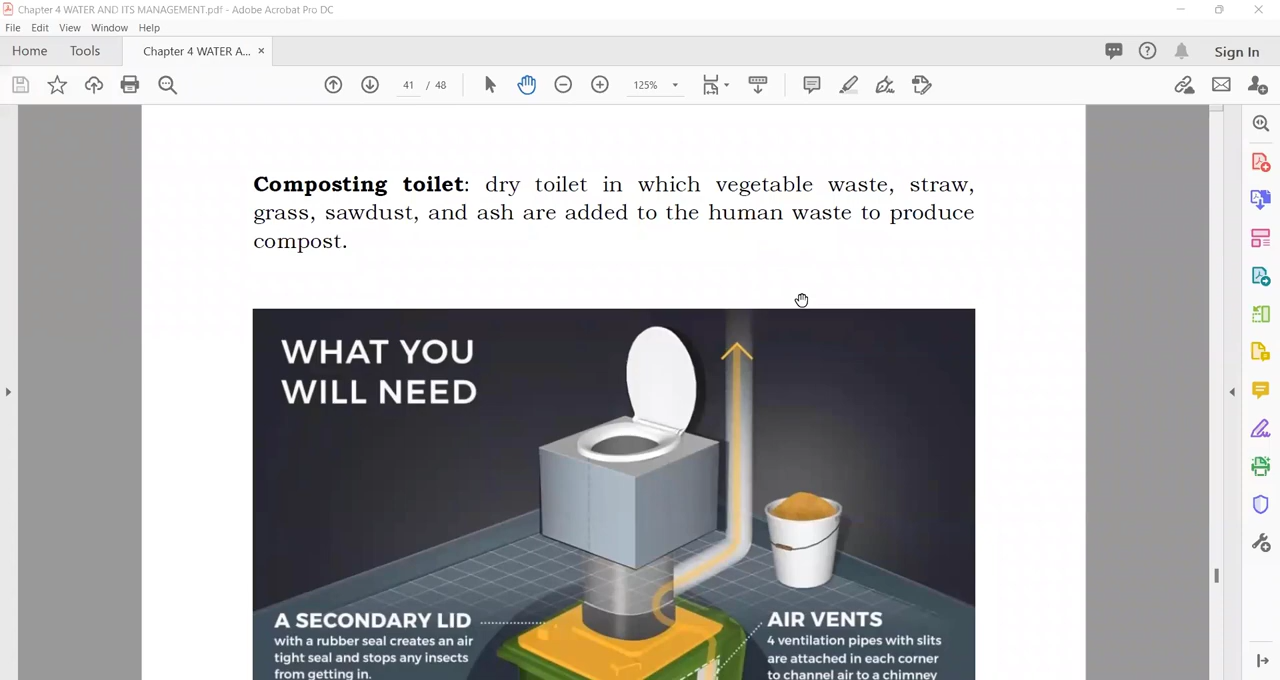 Chapter 4 WATER AND ITS MANAGEMENT.pdf - Adobe Acrobat Pro DC
File Edit View Window Help
Home Tools Chapter 4 WATER A... × Sign In
41 / 48 125%
Composting toilet: dry toilet in which vegetable waste, straw,
grass, sawdust, and ash are added to the human waste to produce
compost.
WHAT YOU
WILL NEED
A SECONDARY LID
with a rubber seal creates an air
tight seal and stops any insects
from getting in.
AIR VENTS
4 ventilation pipes with slits
are attached in each corner
to channel air to a chimney